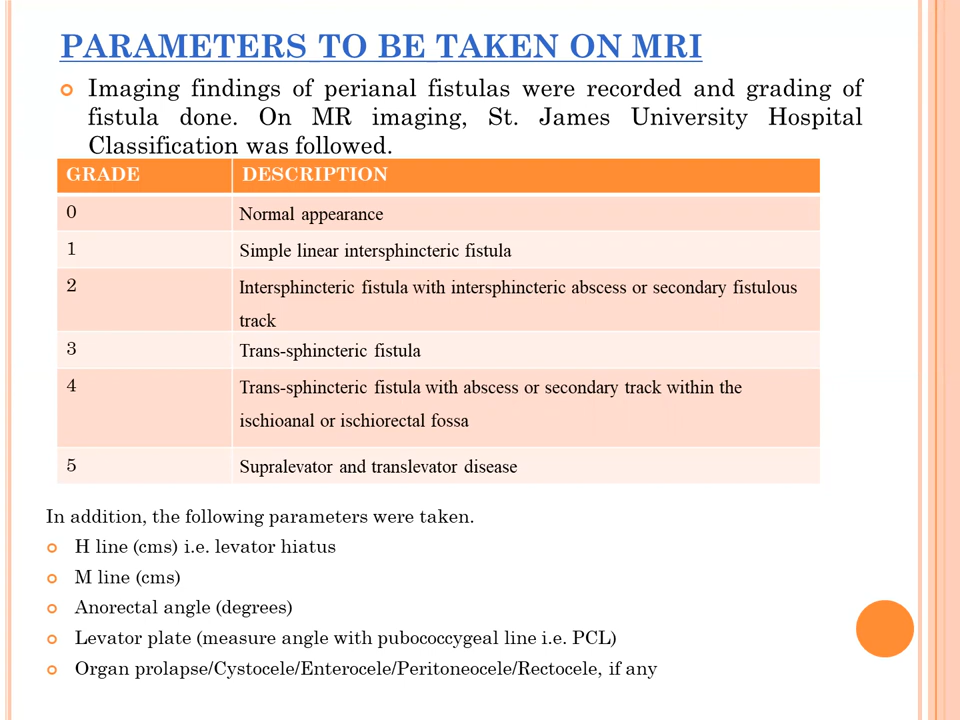 PARAMETERS TO BE TAKEN ON MRI
Imaging findings of perianal fistulas were recorded and grading of
fistula done. On MR imaging, St. James University Hospital
Classification was followed.
GRADE DESCRIPTION
0 Normal appearance
1 Simple linear intersphincteric fistula
2 Intersphincteric fistula with intersphincteric abscess or secondary fistulous
track
3 Trans-sphincteric fistula
4 Trans-sphincteric fistula with abscess or secondary track within the
ischioanal or ischiorectal fossa
5 Supralevator and translevator disease
In addition, the following parameters were taken.
H line (cms) i.e. levator hiatus
M line (cms)
Anorectal angle (degrees)
Levator plate (measure angle with pubococcygeal line i.e. PCL)
Organ prolapse/Cystocele/Enterocele/Peritoneocele/Rectocele, if any